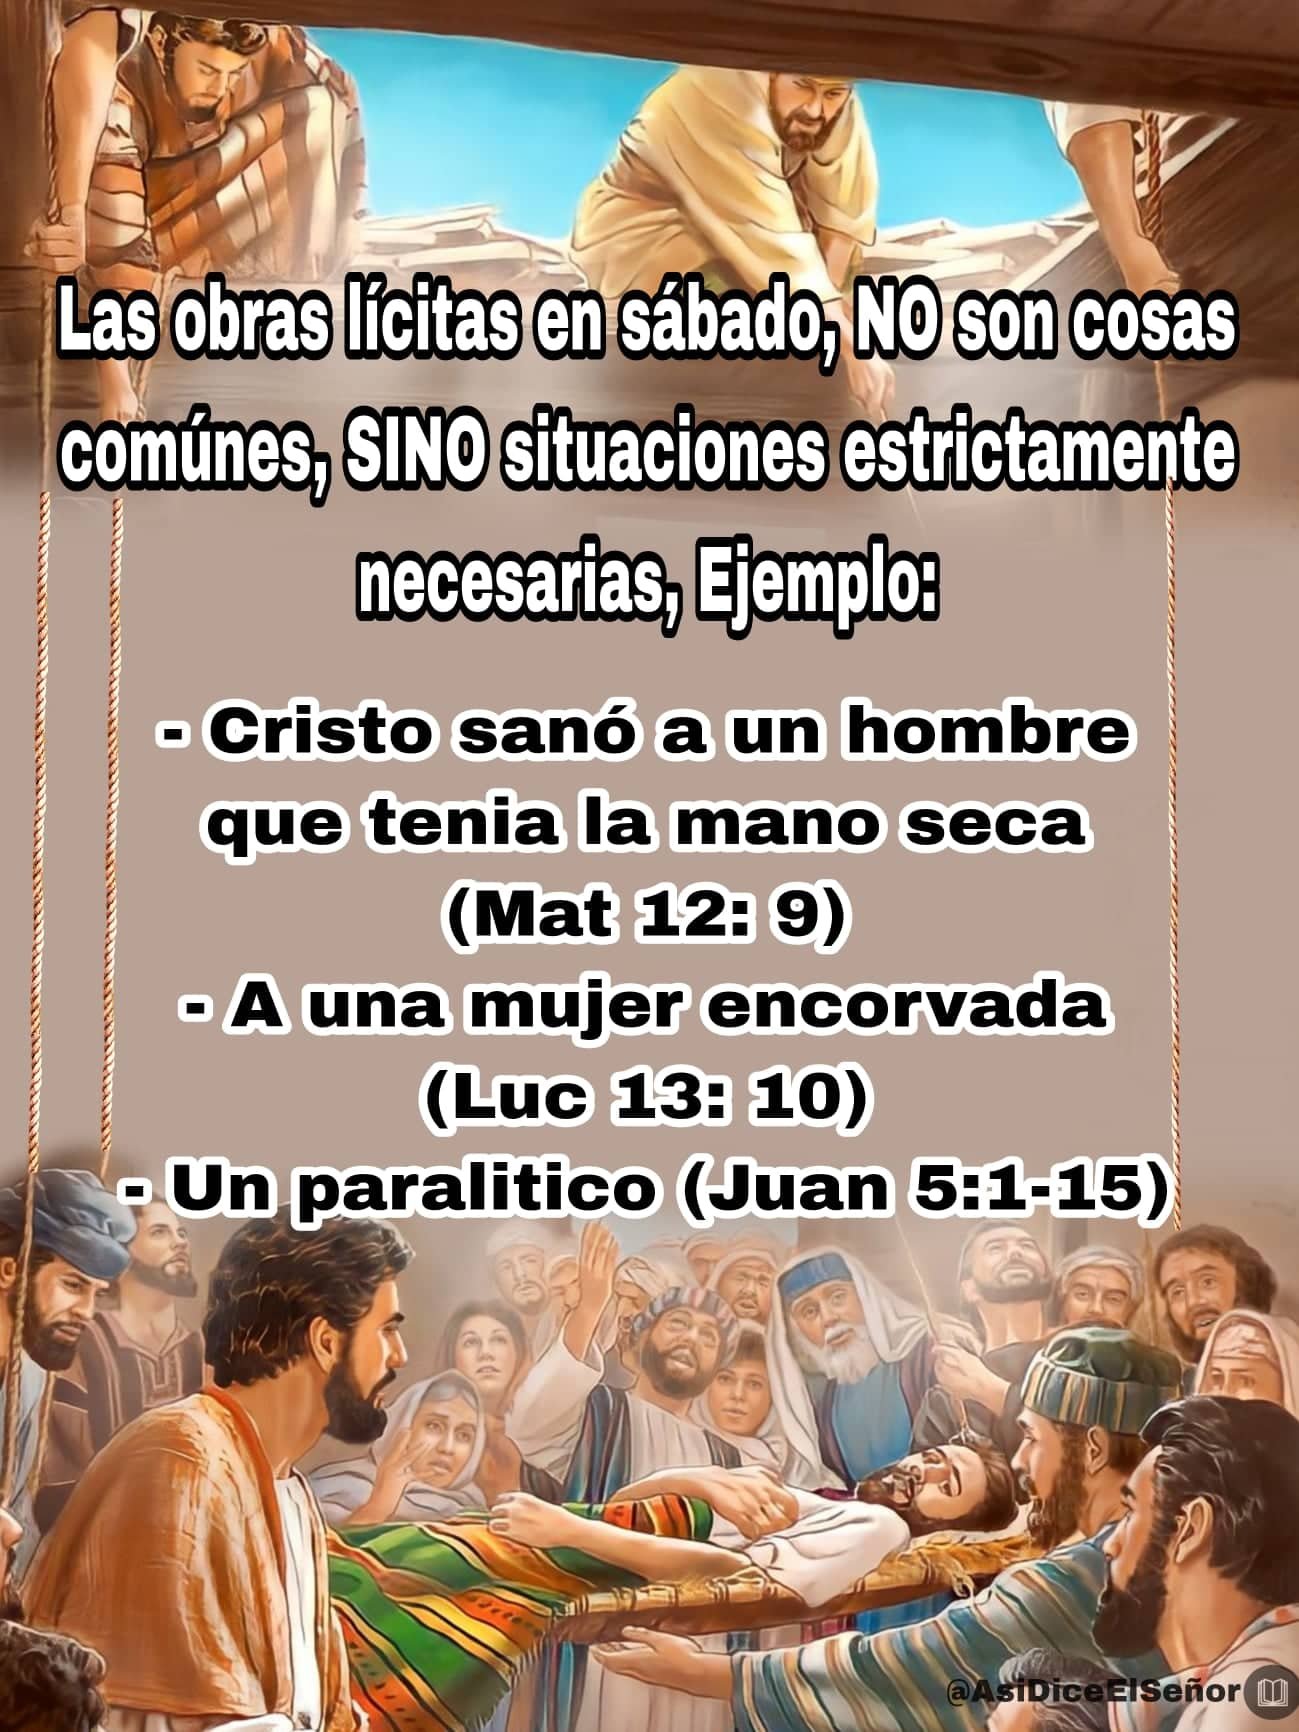 Las obras lícitas en sábado, NO son cosas
comúnes, SINO situaciones estrictamente
necesarias, Ejemplo:
- Cristo sanó a un hombre
que tenia la mano seca
(Mat 12: 9)
- A una mujer encorvada
(Luc 13: 10)
- Un paralitico (Juan 5:1-15)
@AsiDiceElSeñor